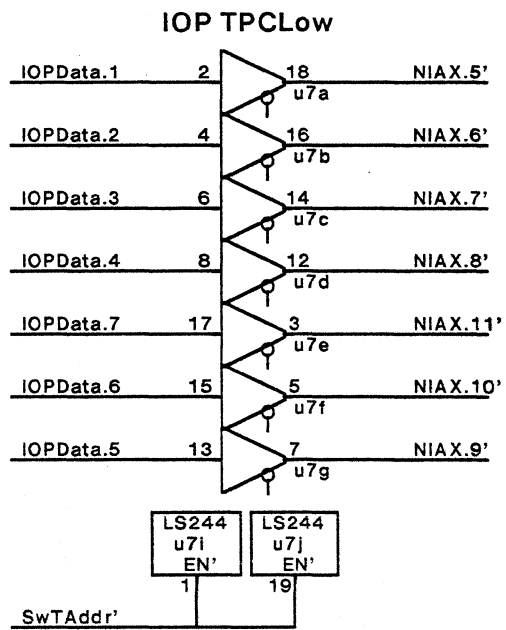 IOP TPCLow
IOPData.1 2 18 NIAX.5'
u7a
IOPData.2 4 16 NIAX.6'
u7b
IOPData.3 6 14 NIAX.7'
u7c
IOPData.4 8 12 NIAX.8'
u7d
IOPData.7 17 3 NIAX.11'
u7e
IOPData.6 15 5 NIAX.10'
u7f
IOPData.5 13 7 NIAX.9'
u7g
LS244 LS244
u7i u7j
EN' EN'
1 19
SwTAddr'